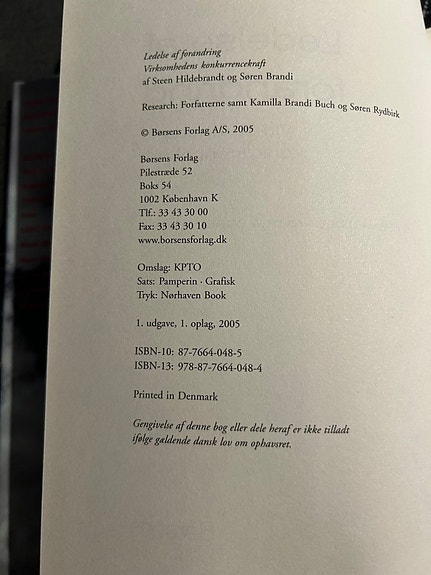 Ledelse af forandring
Virksomhedens konkurrencekraft
af Steen Hildebrandt og Søren Brandi
Research: Forfatterne samt Kamilla Brandi Buch og Søren Rydbirk
© Børsens Forlag A/S, 2005
Børsens Forlag
Pilestræde 52
Boks 54
1002 København K
Tlf.: 33 43 30 00
Fax: 33 43 30 10
www.borsensforlag.dk
Omslag: KPTO
Sats: Pamperin · Grafisk
Tryk: Nørhaven Book
1. udgave, 1. oplag, 2005
ISBN-10: 87-7664-048-5
ISBN-13: 978-87-7664-048-4
Printed in Denmark
Gengivelse af denne bog eller dele heraf er ikke tilladt
ifølge gældende dansk lov om ophavsret.